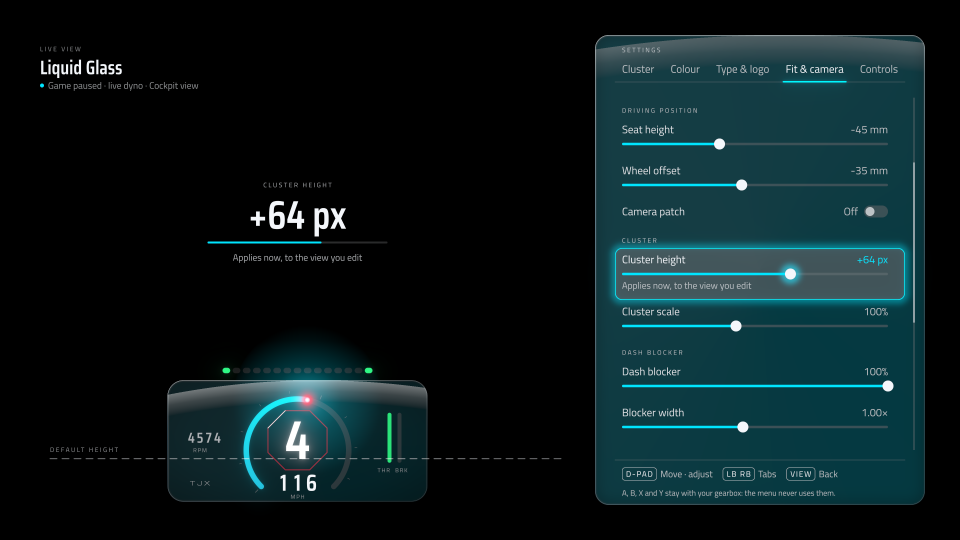 LIVE VIEW
Liquid Glass
Game paused · live dyno · Cockpit view
CLUSTER HEIGHT
+64 px
Applies now, to the view you edit
4574
RPM
4
116
MPH
THR BRK
TJX
DEFAULT HEIGHT
SETTINGS
Cluster Colour Type & logo Fit & camera Controls
DRIVING POSITION
Seat height -45 mm
Wheel offset -35 mm
Camera patch Off
CLUSTER
Cluster height +64 px
Applies now, to the view you edit
Cluster scale 100%
DASH BLOCKER
Dash blocker 100%
Blocker width 1.00×
D-PAD Move · adjust LB RB Tabs VIEW Back
A, B, X and Y stay with your gearbox: the menu never uses them.